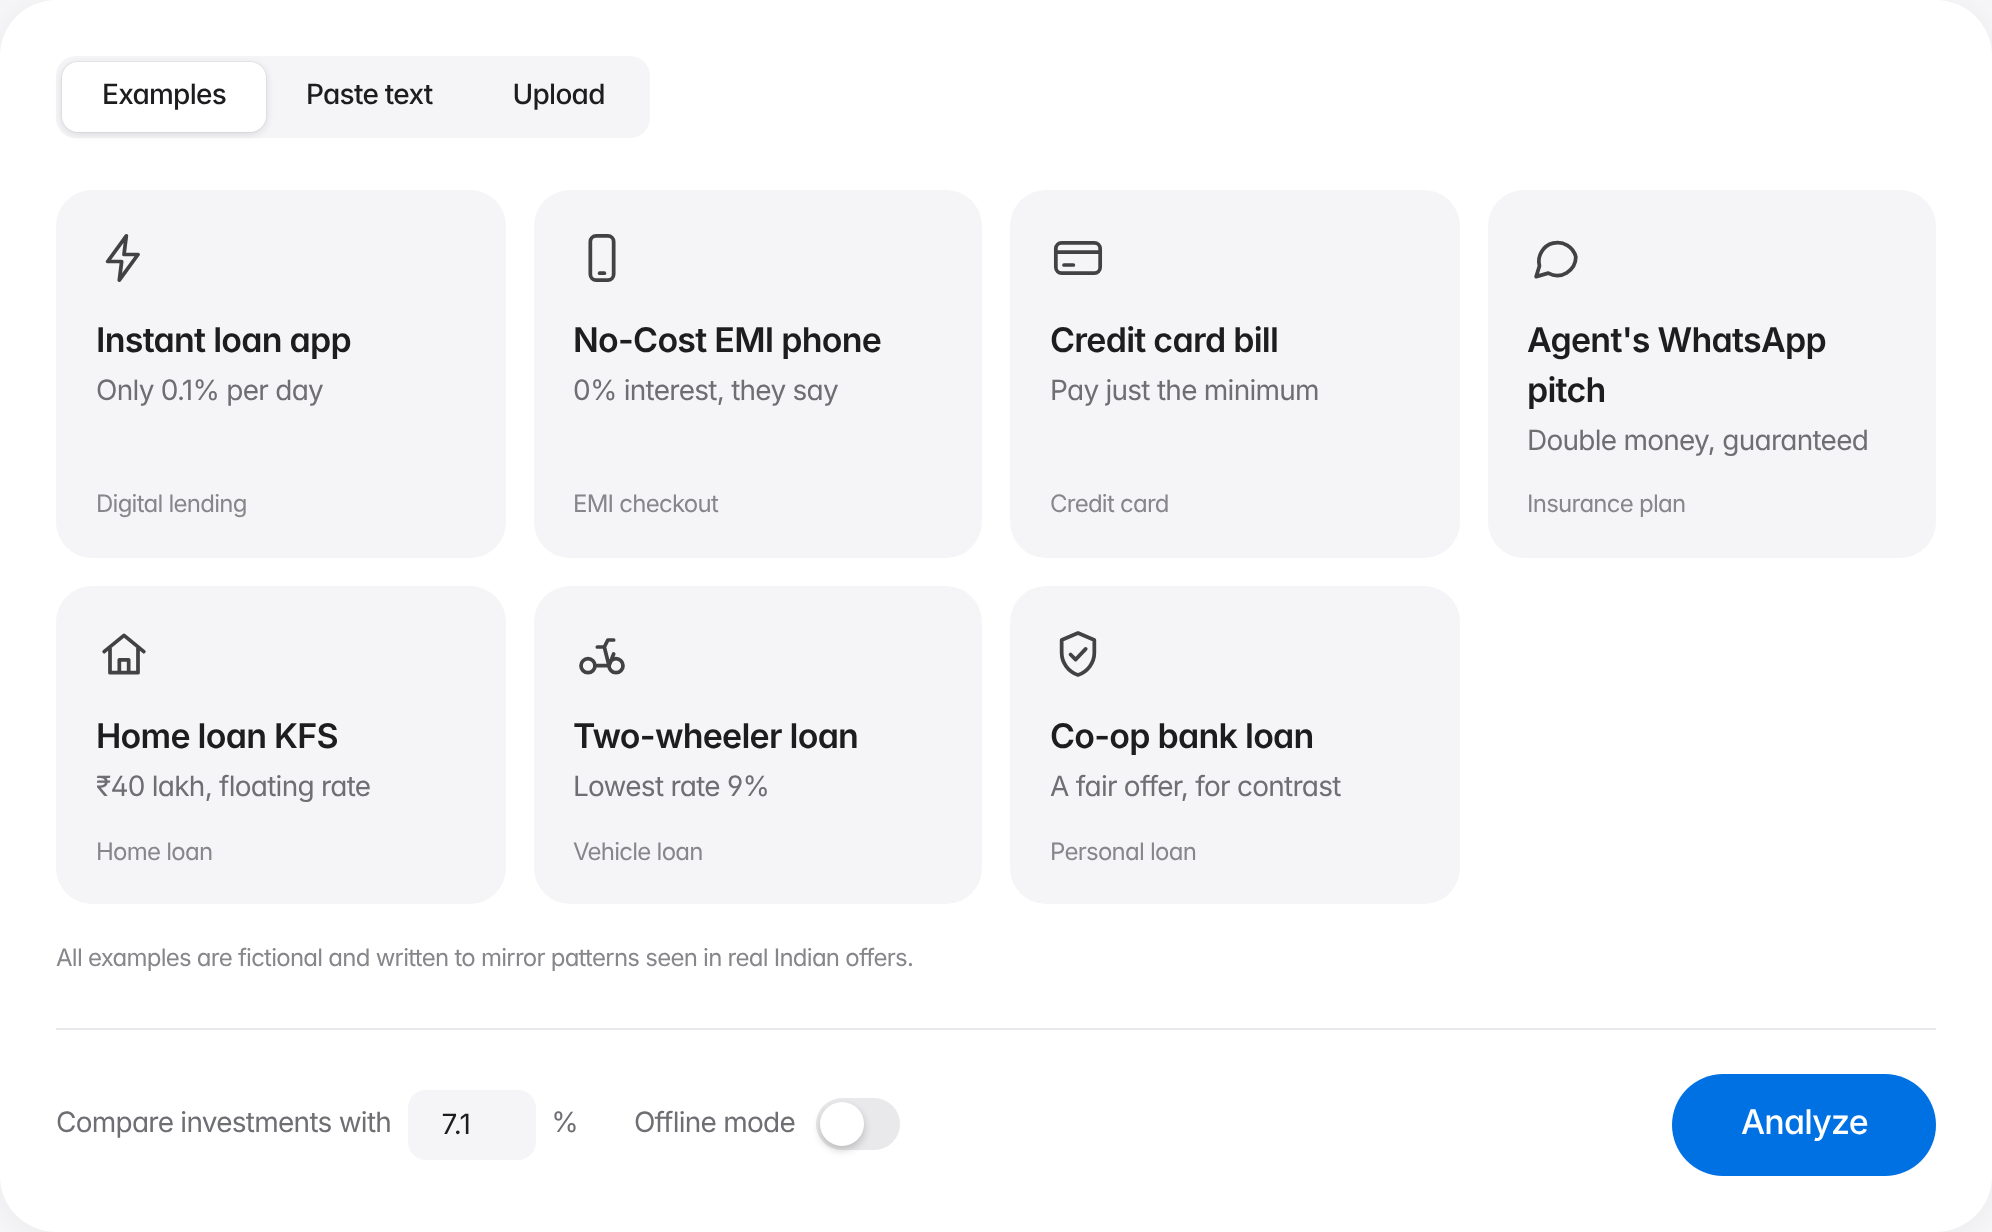 Examples
Paste text
Upload
Instant loan app
Only 0.1% per day
Digital lending
No-Cost EMI phone
0% interest, they say
EMI checkout
Credit card bill
Pay just the minimum
Credit card
Agent's WhatsApp
pitch
Double money, guaranteed
Insurance plan
Home loan KFS
₹40 lakh, floating rate
Home loan
Two-wheeler loan
Lowest rate 9%
Vehicle loan
Co-op bank loan
A fair offer, for contrast
Personal loan
All examples are fictional and written to mirror patterns seen in real Indian offers.
Compare investments with 7.1 %
Offline mode
Analyze